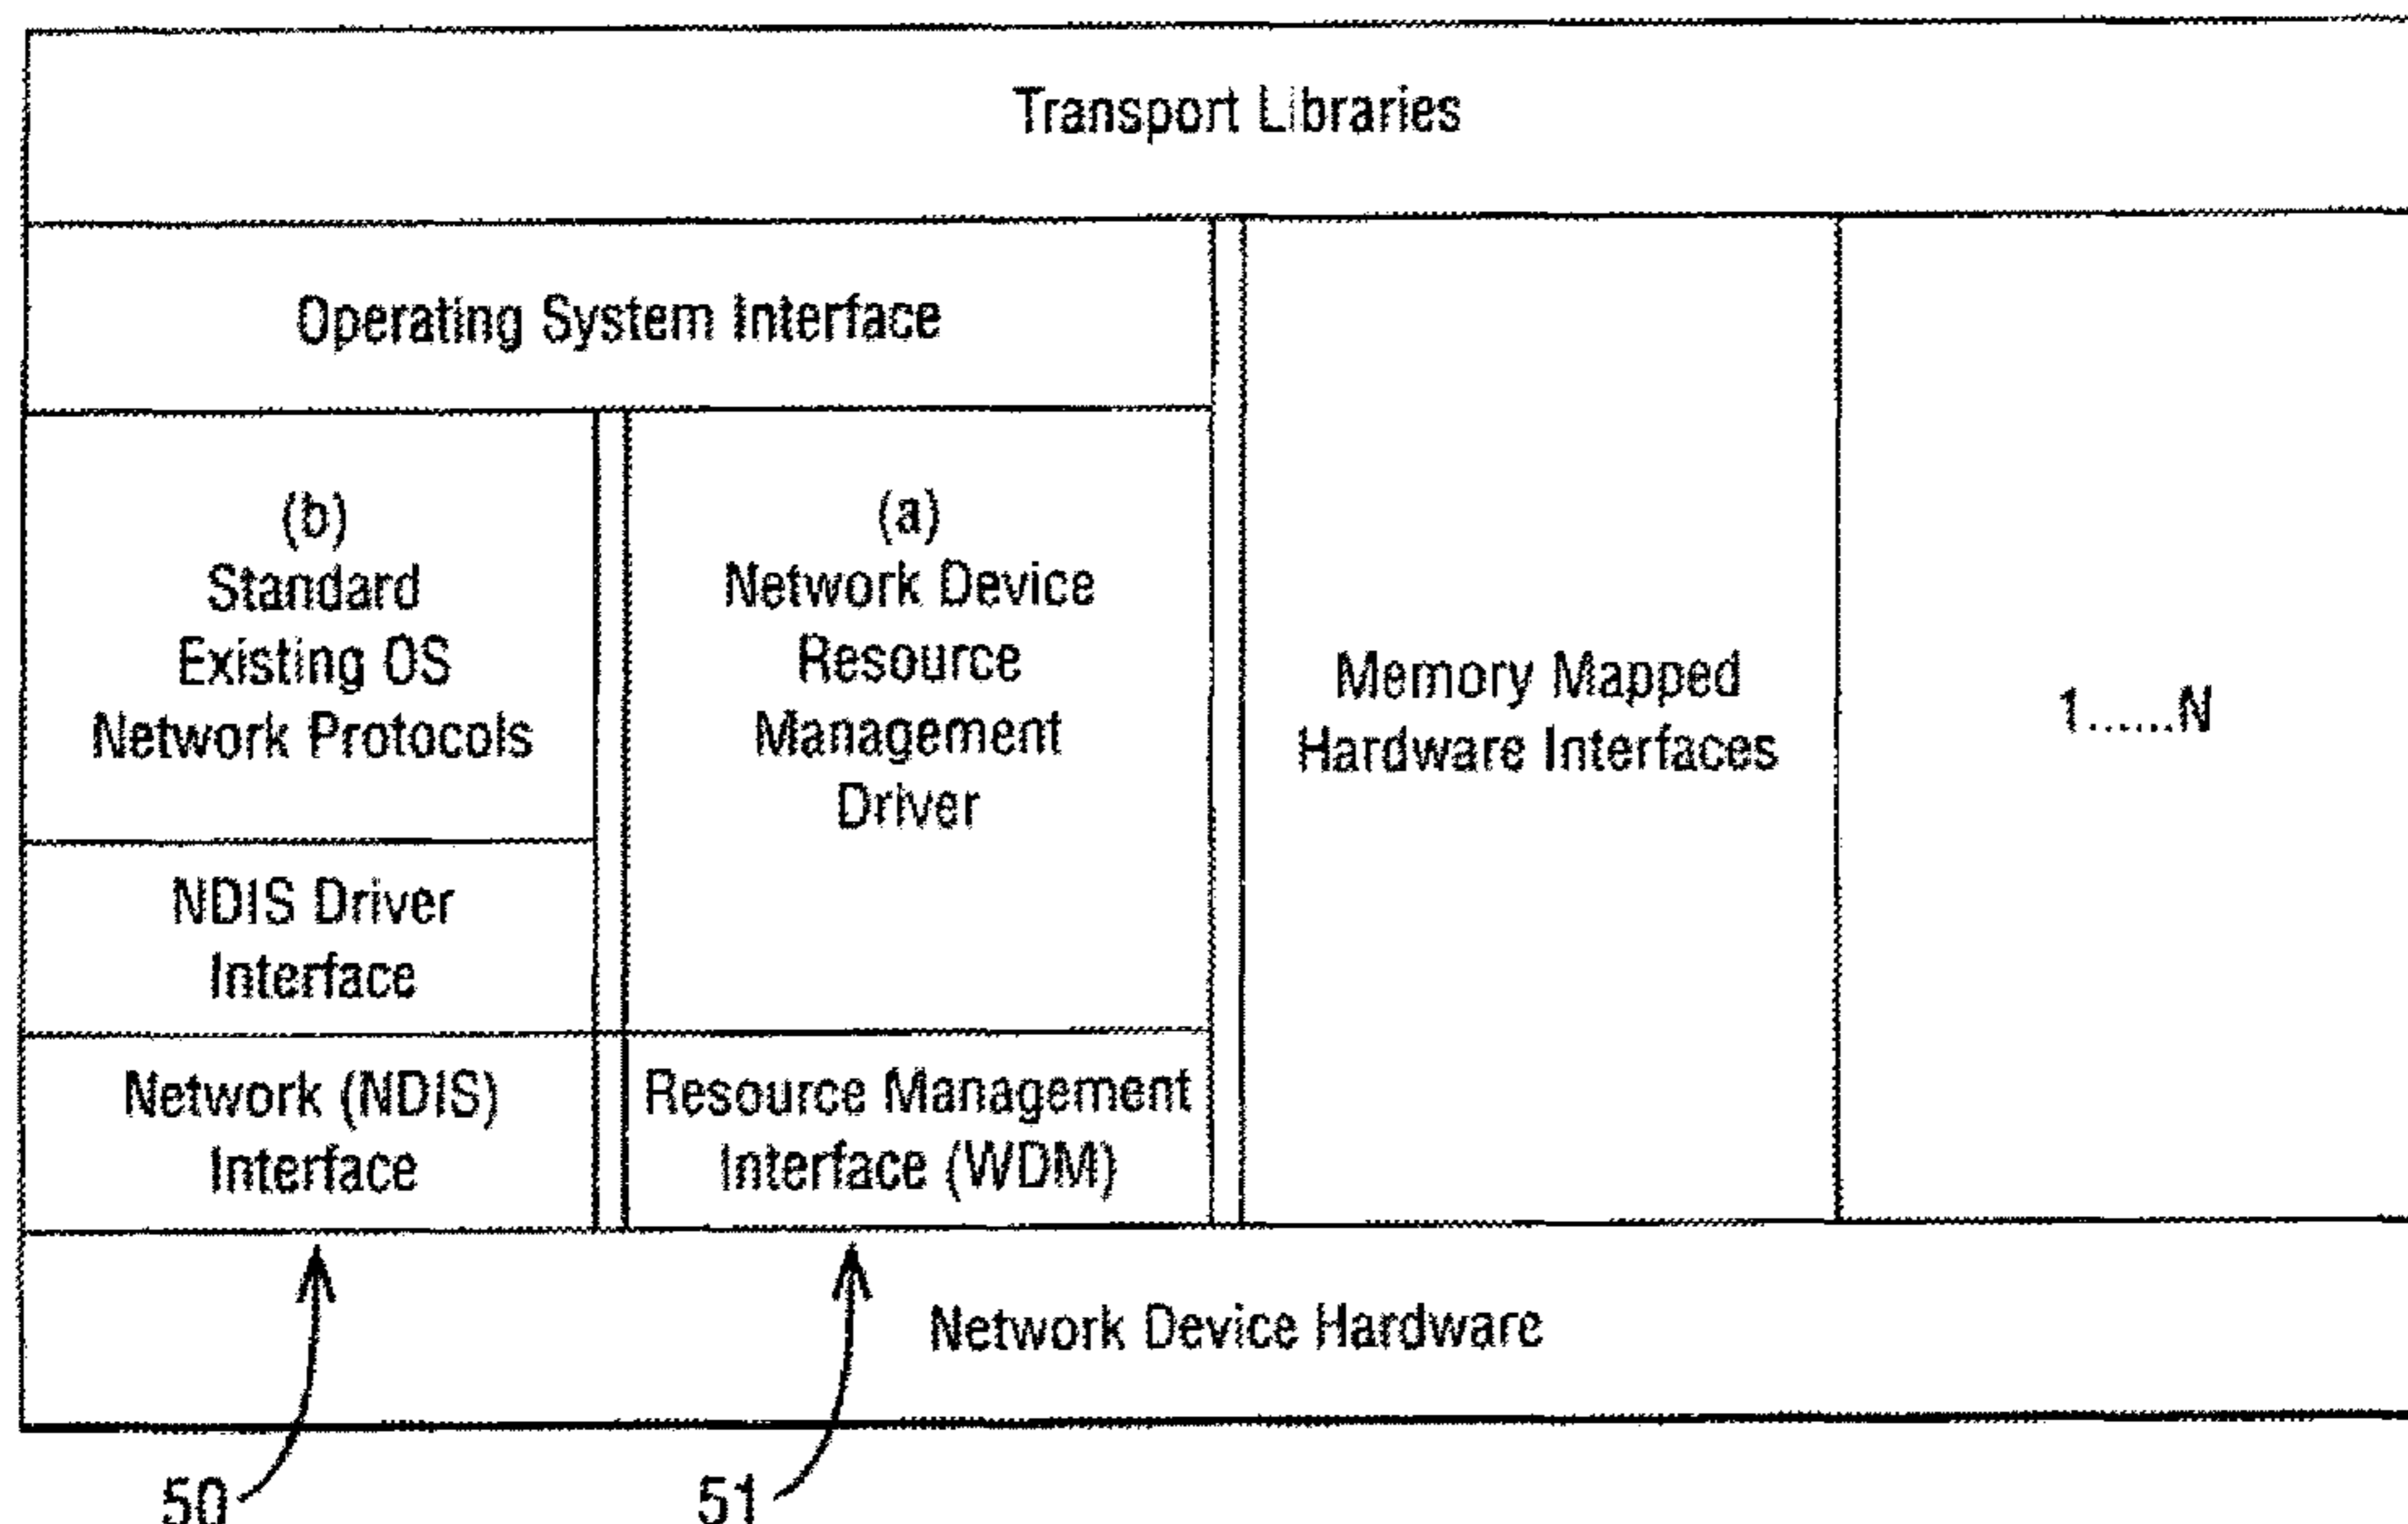 Transport Libraries
Operating System Interface
(b)
Standard
Existing OS
Network Protocols
(a)
Network Device
Resource
Management
Driver
Memory Mapped
Hardware Interfaces
1......N
NDIS Driver
Interface
Network (NDIS)
Interface
Resource Management
Interface (WDM)
Network Device Hardware
50
51